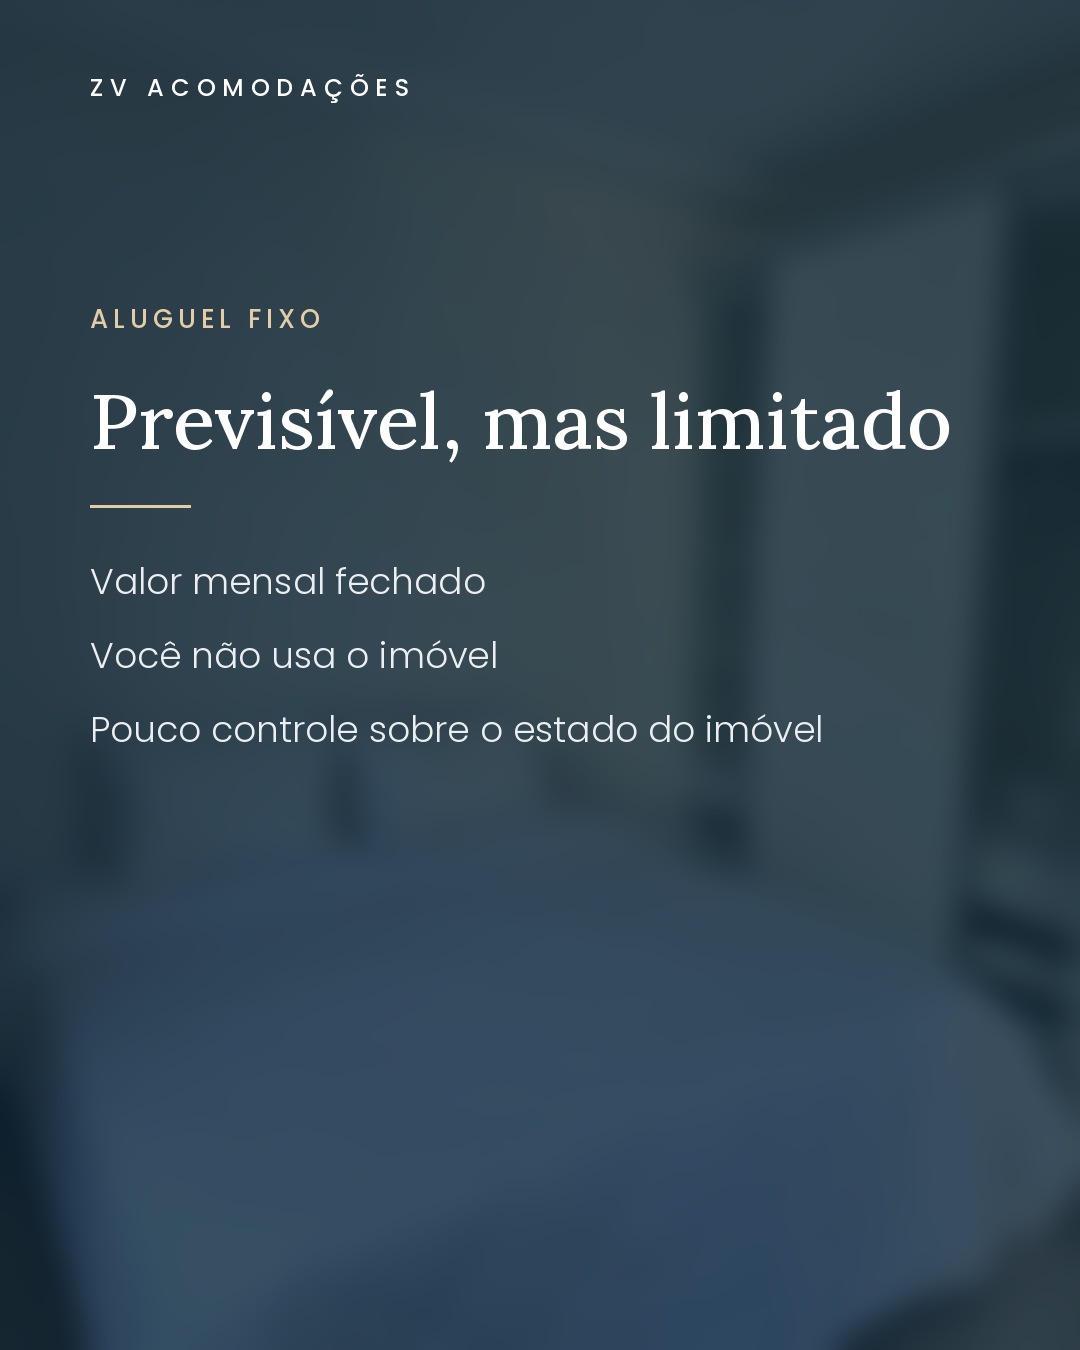 ZV ACOMODAÇÕES
ALUGUEL FIXO
Previsível, mas limitado
Valor mensal fechado
Você não usa o imóvel
Pouco controle sobre o estado do imóvel